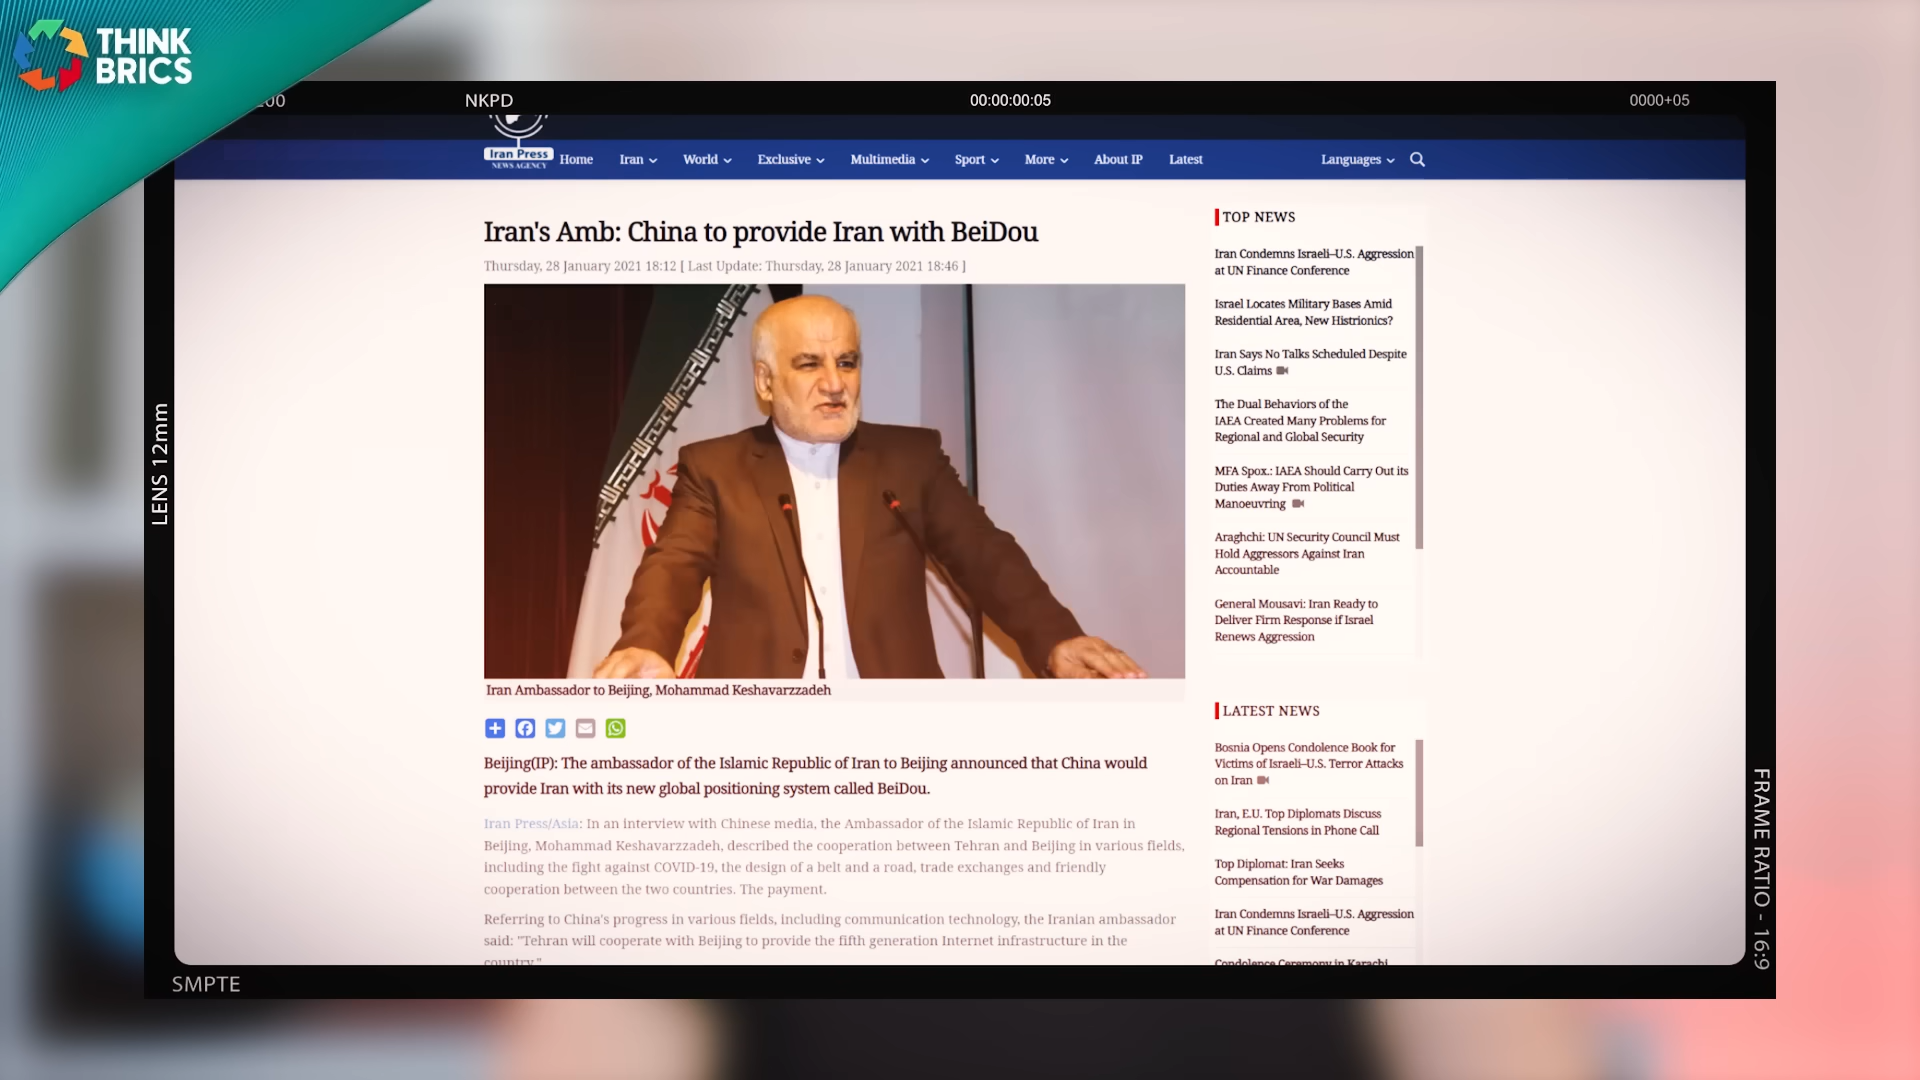 THINK
BRICS
NKPD
00:00:00:05
0000+05
Iran Press
NEWS AGENCY
Home
Iran
World
Exclusive
Multimedia
Sport
More
About IP
Latest
Languages
LENS 12mm
Iran's Amb: China to provide Iran with BeiDou
Thursday, 28 January 2021 18:12 [ Last Update: Thursday, 28 January 2021 18:46 ]
Iran Ambassador to Beijing, Mohammad Keshavarzzadeh
Beijing(IP): The ambassador of the Islamic Republic of Iran to Beijing announced that China would
provide Iran with its new global positioning system called BeiDou.
Iran Press/Asia: In an interview with Chinese media, the Ambassador of the Islamic Republic of Iran in
Beijing, Mohammad Keshavarzzadeh, described the cooperation between Tehran and Beijing in various fields,
including the fight against COVID-19, the design of a belt and a road, trade exchanges and friendly
cooperation between the two countries. The payment.
Referring to China's progress in various fields, including communication technology, the Iranian ambassador
said: "Tehran will cooperate with Beijing to provide the fifth generation Internet infrastructure in the
country."
TOP NEWS
Iran Condemns Israeli–U.S. Aggression
at UN Finance Conference
Israel Locates Military Bases Amid
Residential Area, New Histrionics?
Iran Says No Talks Scheduled Despite
U.S. Claims
The Dual Behaviors of the
IAEA Created Many Problems for
Regional and Global Security
MFA Spox.: IAEA Should Carry Out its
Duties Away From Political
Manoeuvring
Araghchi: UN Security Council Must
Hold Aggressors Against Iran
Accountable
General Mousavi: Iran Ready to
Deliver Firm Response if Israel
Renews Aggression
LATEST NEWS
Bosnia Opens Condolence Book for
Victims of Israeli–U.S. Terror Attacks
on Iran
Iran, E.U. Top Diplomats Discuss
Regional Tensions in Phone Call
Top Diplomat: Iran Seeks
Compensation for War Damages
Iran Condemns Israeli–U.S. Aggression
at UN Finance Conference
Condolence Ceremony in Karachi
FRAME RATIO - 16:9
SMPTE